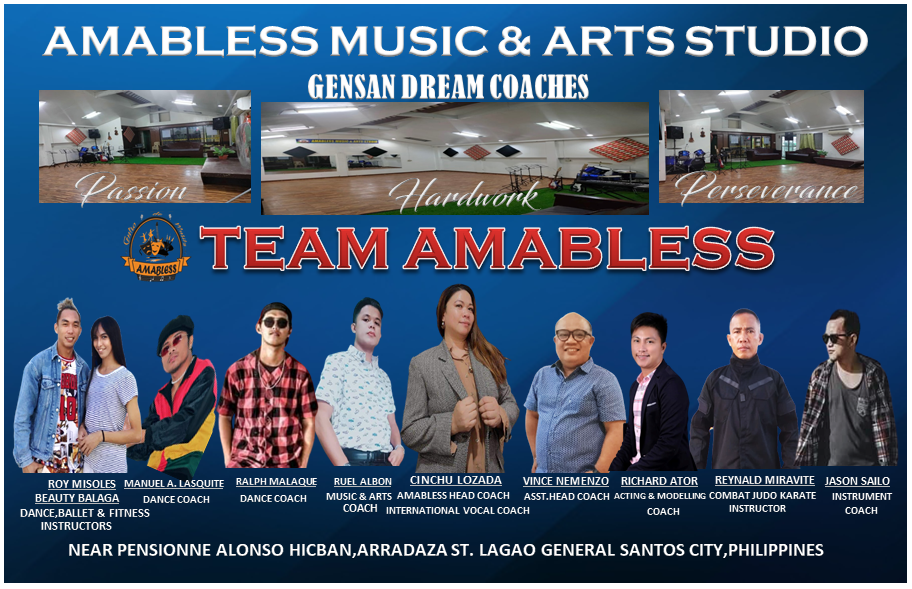 AMABLESS MUSIC & ARTS STUDIO
GENSAN DREAM COACHES
Passion
Hardwork
Perseverance
AMABLESS
TEAM AMABLESS
ROY MISOLES
BEAUTY BALAGA
DANCE,BALLET & FITNESS
INSTRUCTORS
MANUEL A. LASQUITE
DANCE COACH
RALPH MALAQUE
DANCE COACH
RUEL ALBON
MUSIC & ARTS
COACH
CINCHU LOZADA
AMABLESS HEAD COACH
INTERNATIONAL VOCAL COACH
VINCE NEMENZO
ASST.HEAD COACH
RICHARD ATOR
ACTING & MODELLING
COACH
REYNALD MIRAVITE
COMBAT JUDO KARATE
INSTRUCTOR
JASON SAILO
INSTRUMENT
COACH
NEAR PENSIONNE ALONSO HICBAN,ARRADAZA ST. LAGAO GENERAL SANTOS CITY,PHILIPPINES